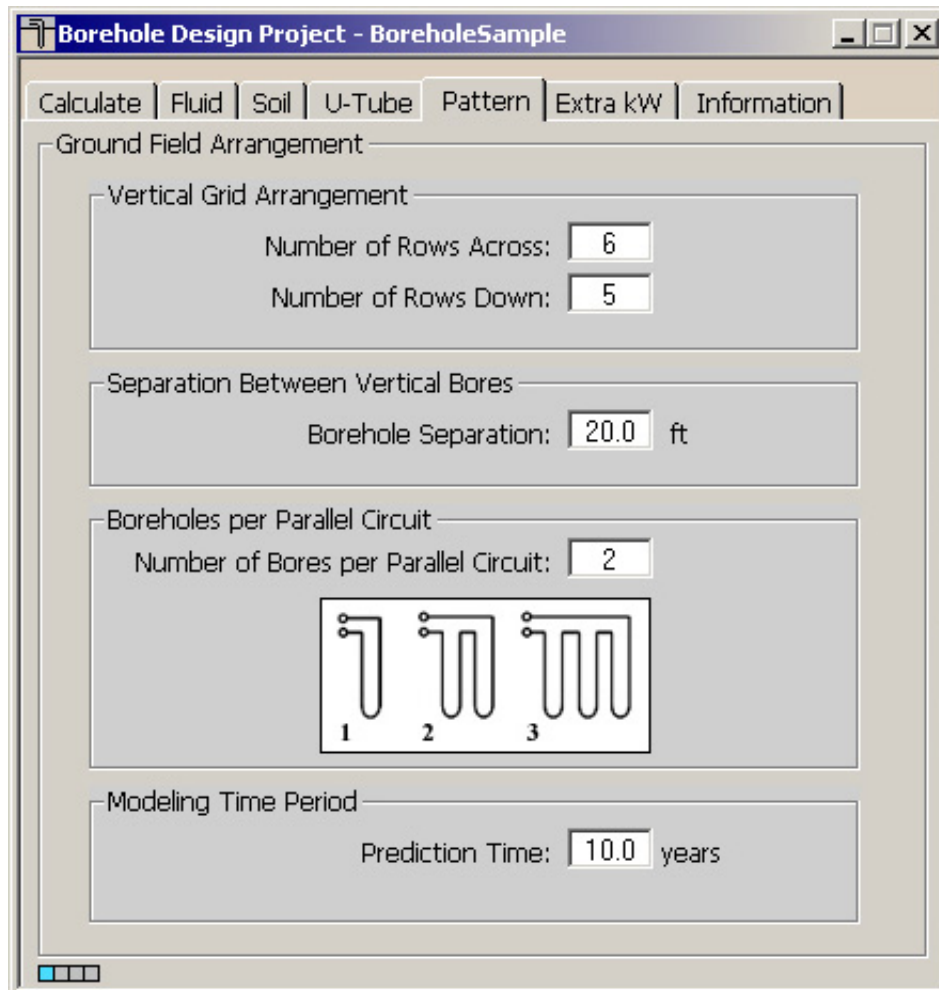 Borehole Design Project - BoreholeSample
Calculate Fluid Soil U-Tube Pattern Extra kW Information
Ground Field Arrangement
Vertical Grid Arrangement
Number of Rows Across: 6
Number of Rows Down: 5
Separation Between Vertical Bores
Borehole Separation: 20.0 ft
Boreholes per Parallel Circuit
Number of Bores per Parallel Circuit: 2
1 2 3
Modeling Time Period
Prediction Time: 10.0 years